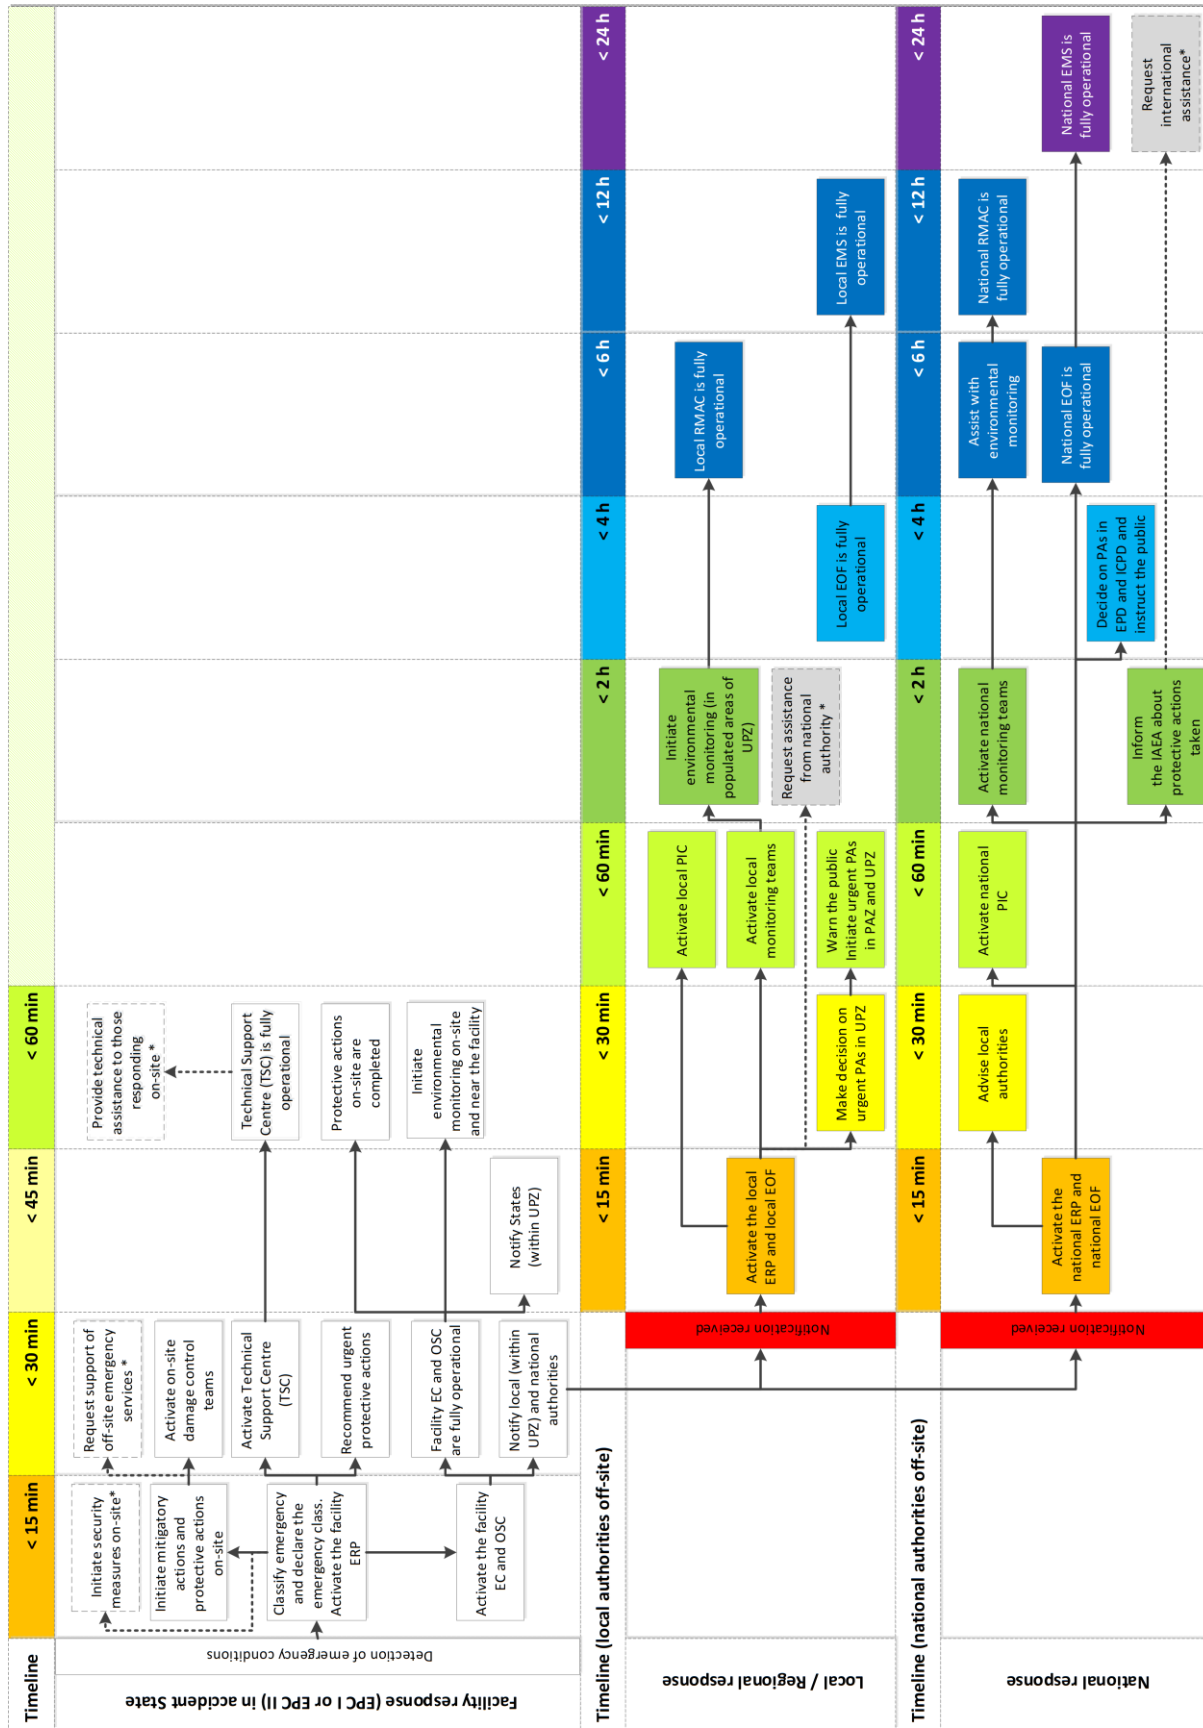 Timeline
< 15 min
< 30 min
< 45 min
< 60 min
Facility response (EPC I or EPC II) in accident State
Detection of emergency conditions
Initiate security
measures on-site*
Initiate mitigatory
actions and
protective actions
on-site
Classify emergency
and declare the
emergency class.
Activate the facility
ERP
Activate the facility
EC and OSC
Request support of
off-site emergency
services *
Activate on-site
damage control
teams
Activate Technical
Support Centre
(TSC)
Recommend urgent
protective actions
Facility EC and OSC
are fully operational
Notify local (within
UPZ) and national
authorities
Notify States
(within UPZ)
Provide technical
assistance to those
responding
on-site *
Technical Support
Centre (TSC) is fully
operational
Protective actions
on-site are
completed
Initiate
environmental
monitoring on-site
and near the facility
Timeline (local authorities off-site)
< 15 min
< 30 min
< 60 min
< 2 h
< 4 h
< 6 h
< 12 h
< 24 h
Local / Regional response
Notification received
Activate the local
ERP and local EOF
Make decision on
urgent PAs in UPZ
Activate local PIC
Activate local
monitoring teams
Warn the public
Initiate urgent PAs
in PAZ and UPZ
Initiate
environmental
monitoring (in
populated areas of
UPZ)
Request assistance
from national
authority *
Local EOF is fully
operational
Local RMAC is fully
operational
Local EMS is fully
operational
Timeline (national authorities off-site)
< 15 min
< 30 min
< 60 min
< 2 h
< 4 h
< 6 h
< 12 h
< 24 h
National response
Notification received
Activate the
national ERP and
national EOF
Advise local
authorities
Activate national
PIC
Activate national
monitoring teams
Inform
the IAEA about
protective actions
taken
Decide on PAs in
EPD and ICPD and
instruct the public
Assist with
environmental
monitoring
National EOF is
fully operational
National RMAC is
fully operational
National EMS is
fully operational
Request
international
assistance*